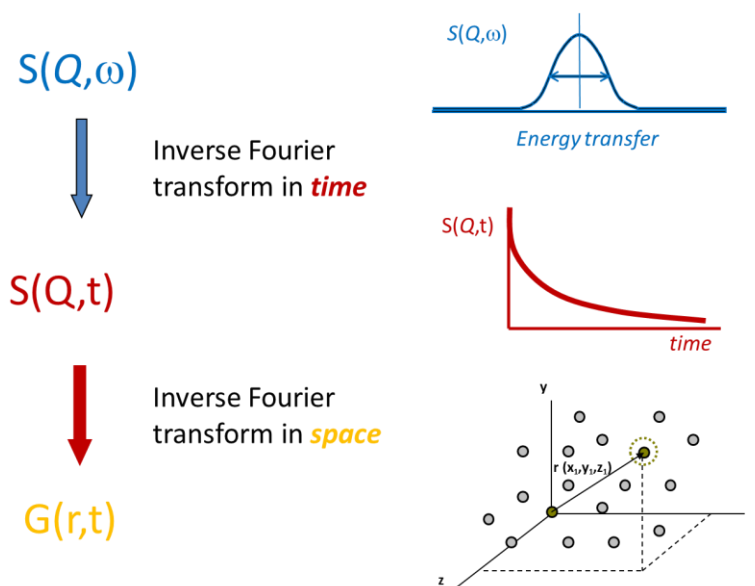 S(Q,ω)
Inverse Fourier
transform in time
S(Q,t)
Inverse Fourier
transform in space
G(r,t)
S(Q,ω)
Energy transfer
S(Q,t)
time
y
r (x₁,y₁,z₁)
z